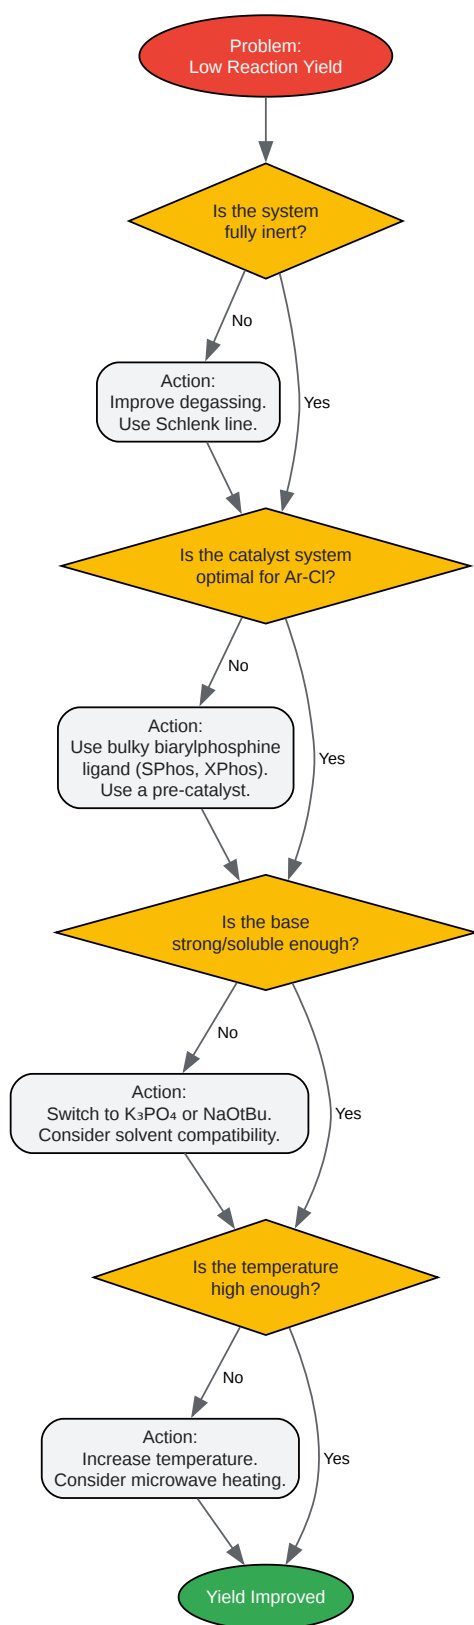 Problem:
Low Reaction Yield
Is the system
fully inert?
No
Action:
Improve degassing.
Use Schlenk line.
Yes
Is the catalyst system
optimal for Ar-Cl?
No
Action:
Use bulky biarylphosphine
ligand (SPhos, XPhos).
Use a pre-catalyst.
Yes
Is the base
strong/soluble enough?
No
Action:
Switch to K₃PO₄ or NaOtBu.
Consider solvent compatibility.
Yes
Is the temperature
high enough?
No
Action:
Increase temperature.
Consider microwave heating.
Yes
Yield Improved